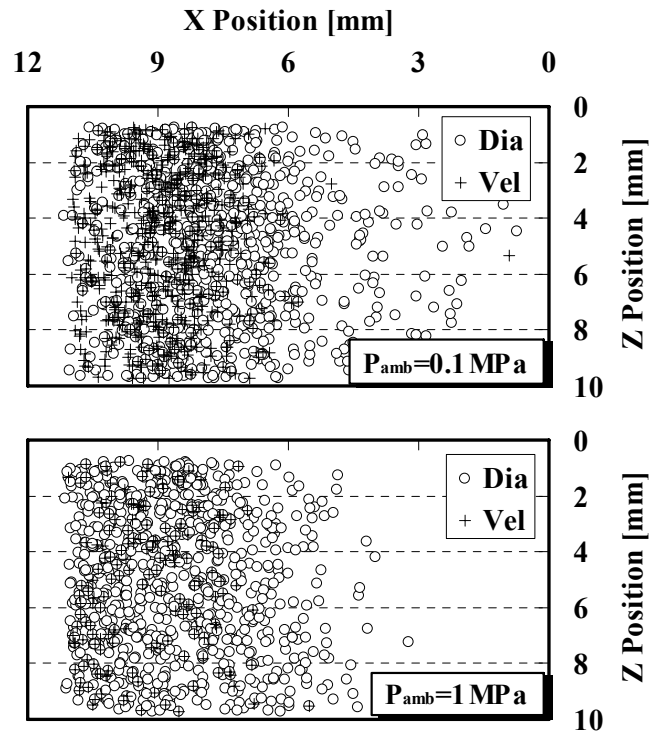 X Position [mm]
12 9 6 3 0
0
Dia
Vel
2
4
6
8
10
Z Position [mm]
Pamb=0.1 MPa
0
Dia
Vel
2
4
6
8
10
Z Position [mm]
Pamb=1 MPa